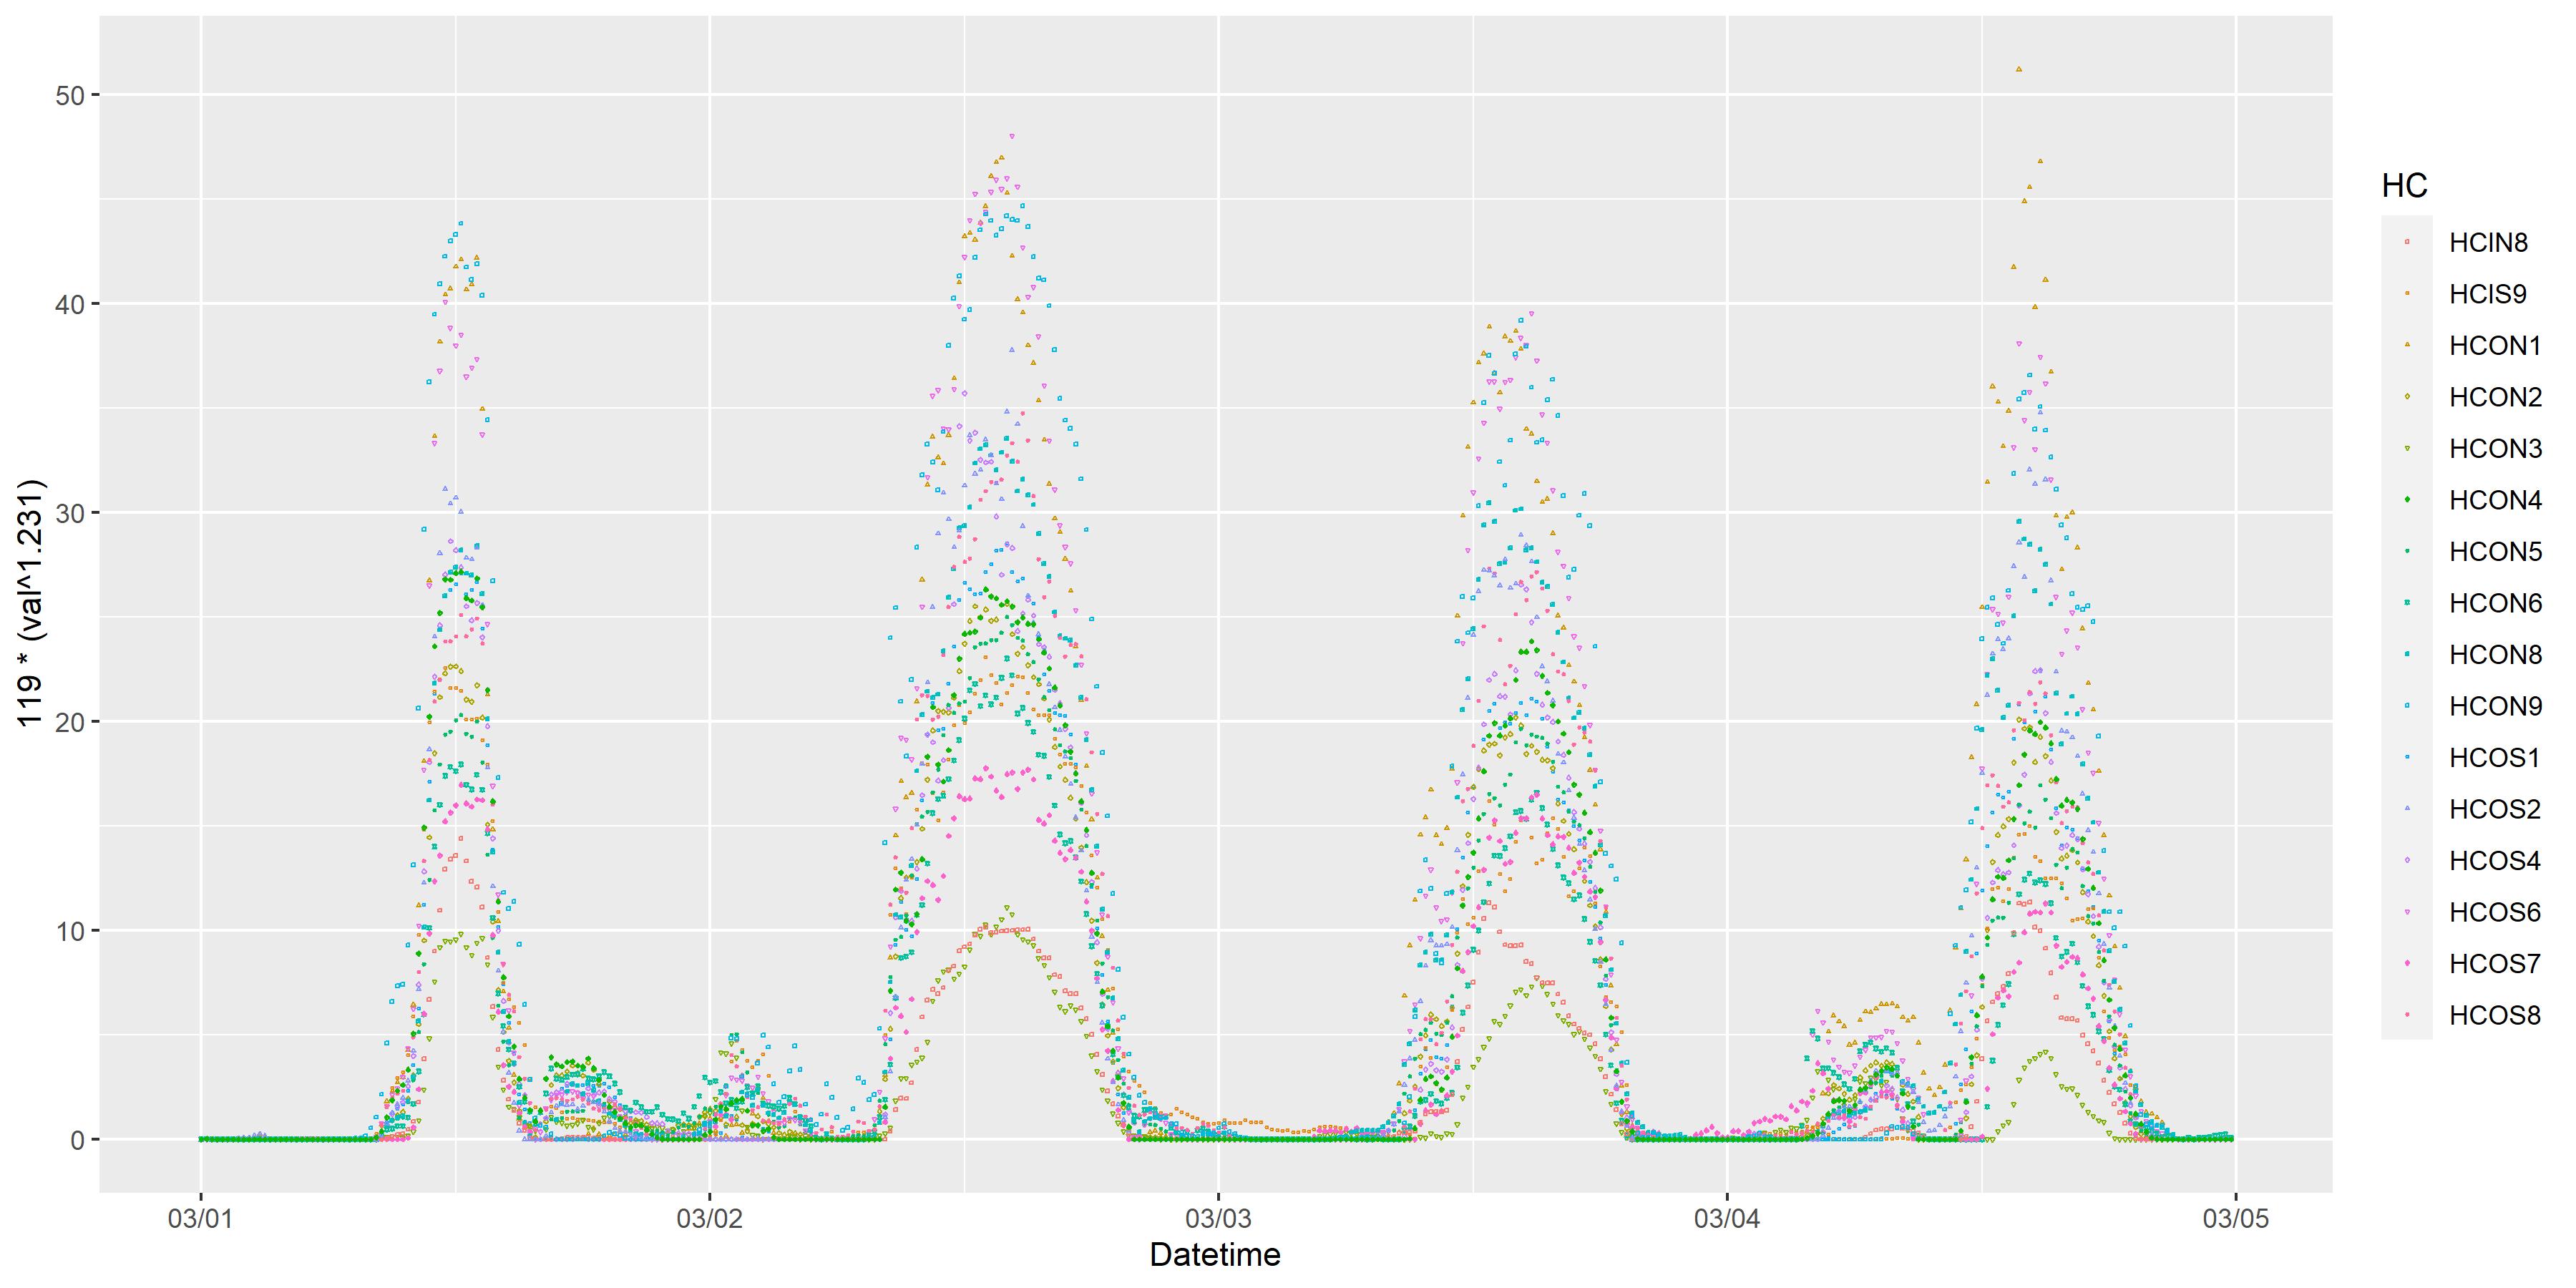 50
40
30
20
10
0
119 * (val^1.231)
03/01
03/02
03/03
03/04
03/05
Datetime
HC
HCIN8
HCIS9
HCON1
HCON2
HCON3
HCON4
HCON5
HCON6
HCON8
HCON9
HCOS1
HCOS2
HCOS4
HCOS6
HCOS7
HCOS8